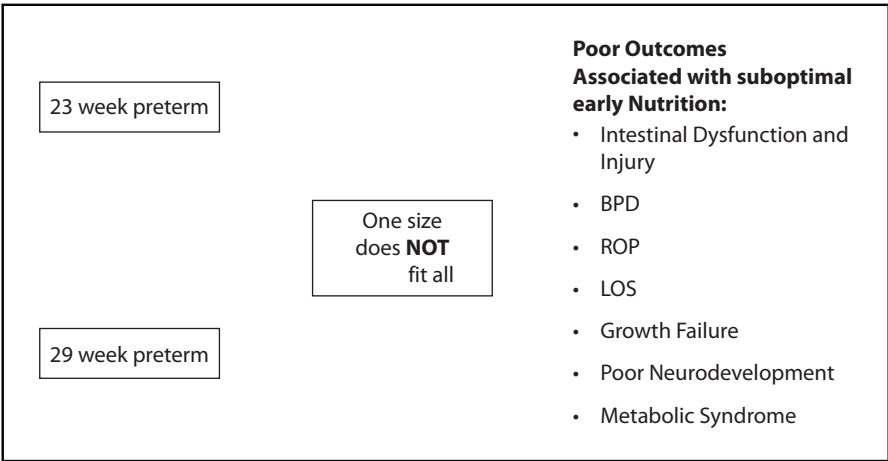 23 week preterm
29 week preterm
One size
does NOT
fit all
Poor Outcomes
Associated with suboptimal
early Nutrition:
• Intestinal Dysfunction and
Injury
• BPD
• ROP
• LOS
• Growth Failure
• Poor Neurodevelopment
• Metabolic Syndrome